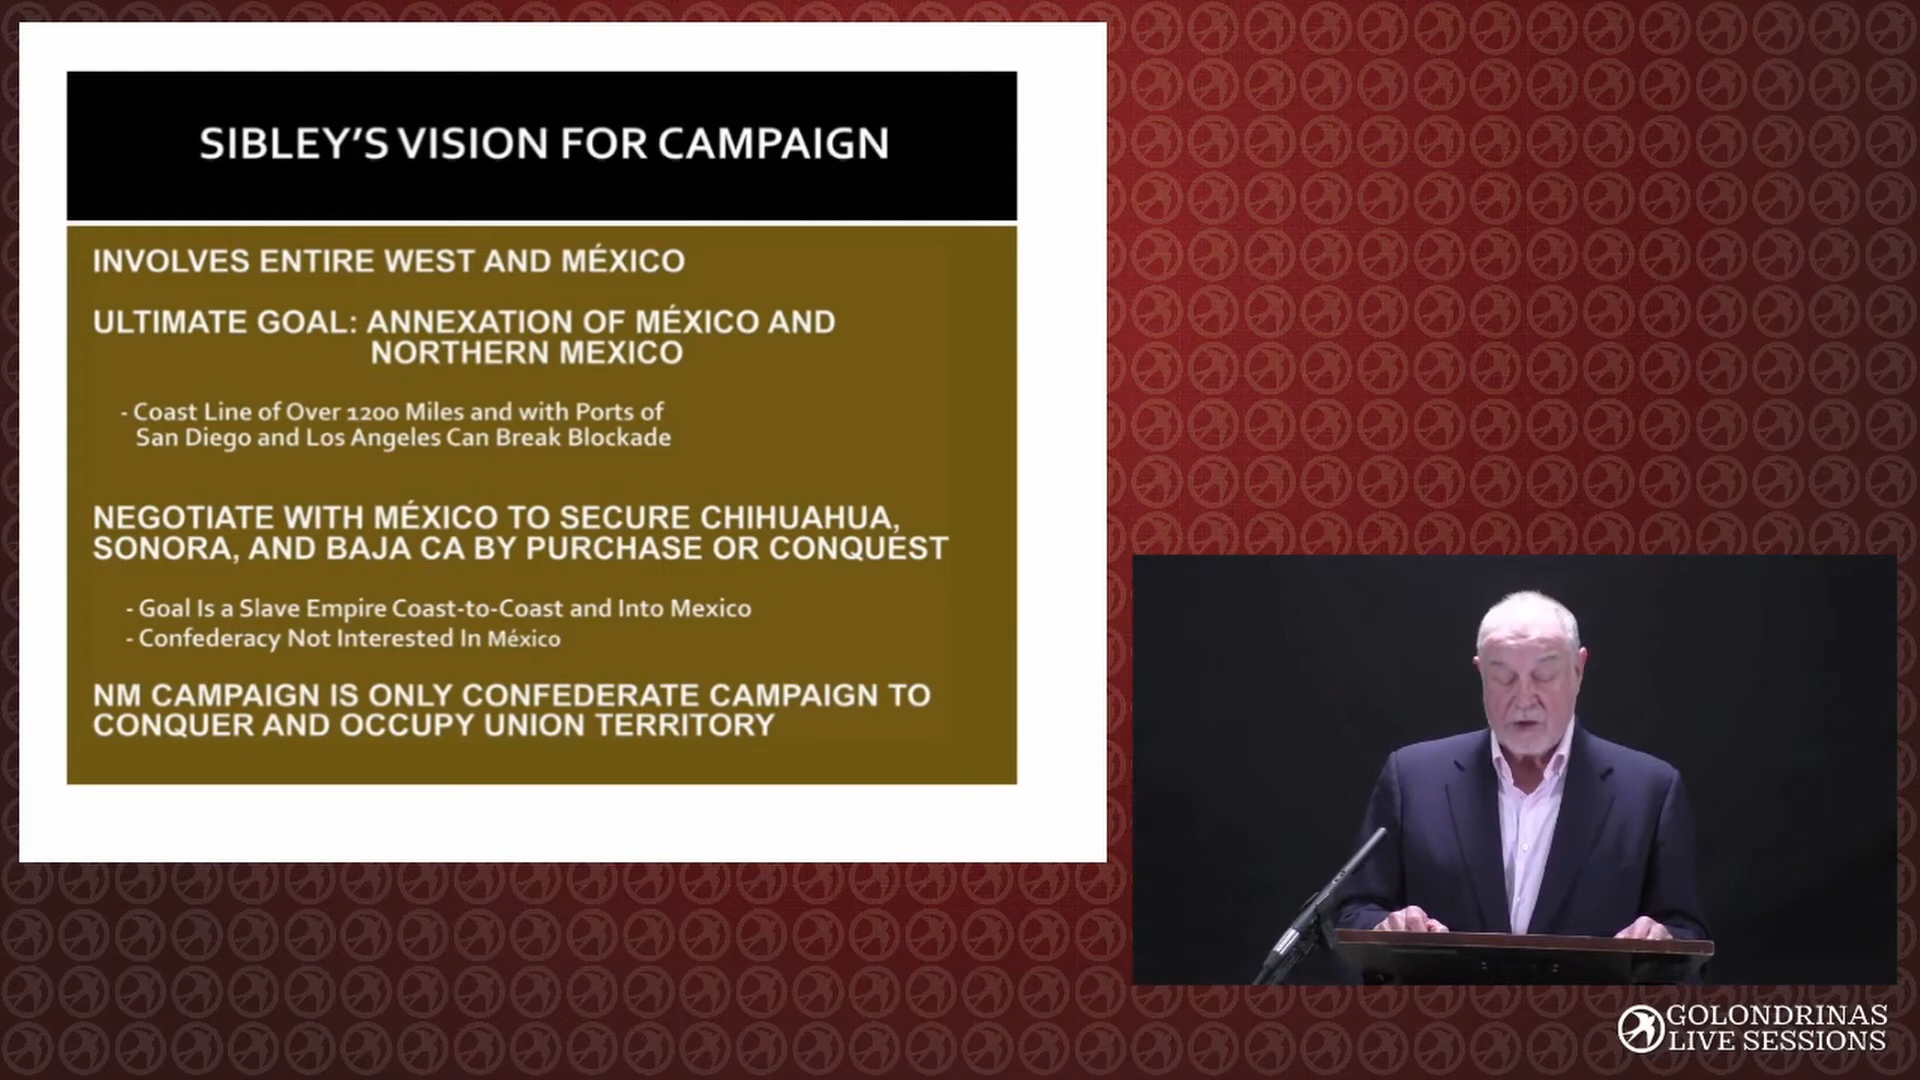 SIBLEY'S VISION FOR CAMPAIGN
INVOLVES ENTIRE WEST AND MÉXICO
ULTIMATE GOAL: ANNEXATION OF MÉXICO AND
NORTHERN MEXICO
- Coast Line of Over 1200 Miles and with Ports of
San Diego and Los Angeles Can Break Blockade
NEGOTIATE WITH MÉXICO TO SECURE CHIHUAHUA,
SONORA, AND BAJA CA BY PURCHASE OR CONQUEST
- Goal Is a Slave Empire Coast-to-Coast and Into Mexico
- Confederacy Not Interested In México
NM CAMPAIGN IS ONLY CONFEDERATE CAMPAIGN TO
CONQUER AND OCCUPY UNION TERRITORY
GOLONDRINAS
LIVE SESSIONS